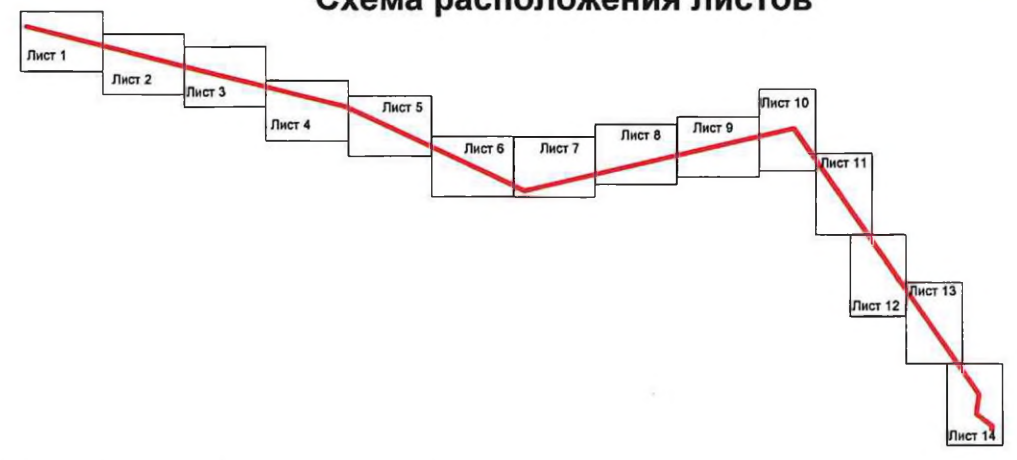 Схема расположения листов
Лист 1
Лист 2
Лист 3
Лист 4
Лист 5
Лист 6
Лист 7
Лист 8
Лист 9
Лист 10
Лист 11
Лист 12
Лист 13
Лист 14